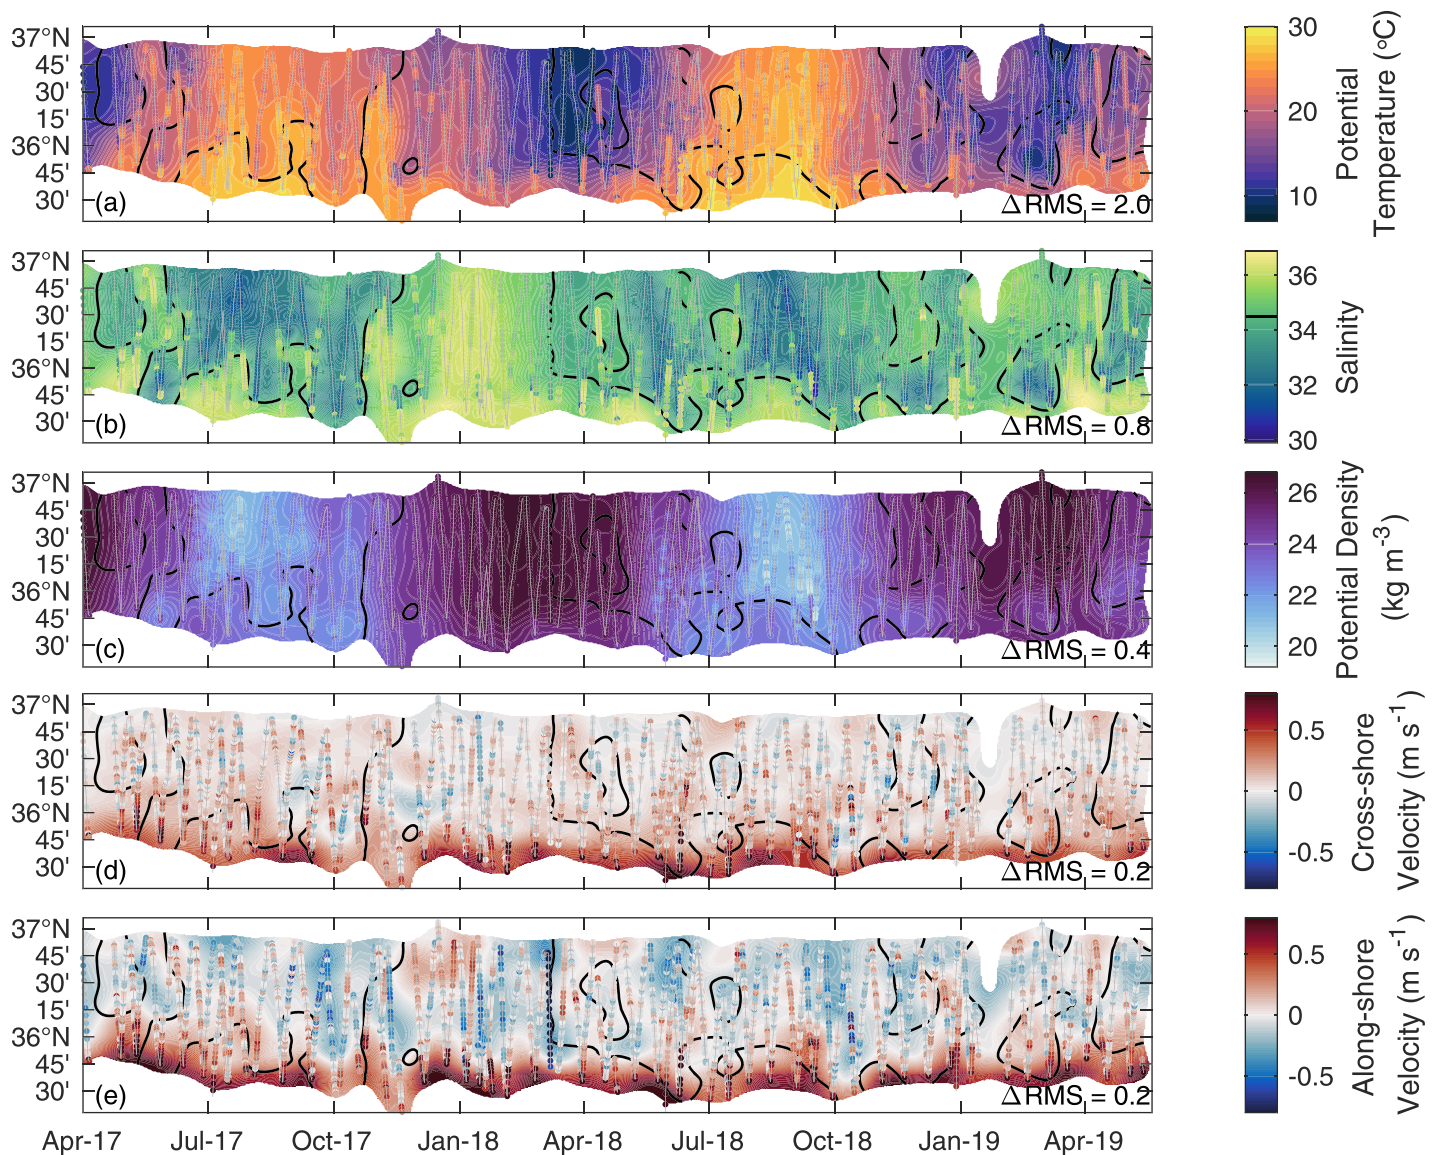 37°N
45'
30'
15'
36°N
45'
30'
(a)
ΔRMS = 2.0
30
20
10
Potential
Temperature (°C)
37°N
45'
30'
15'
36°N
45'
30'
(b)
ΔRMS = 0.8
36
34
32
30
Salinity
37°N
45'
30'
15'
36°N
45'
30'
(c)
ΔRMS = 0.4
26
24
22
20
Potential Density
(kg m⁻³)
37°N
45'
30'
15'
36°N
45'
30'
(d)
ΔRMS = 0.2
0.5
0
-0.5
Cross-shore
Velocity (m s⁻¹)
37°N
45'
30'
15'
36°N
45'
30'
(e)
ΔRMS = 0.2
0.5
0
-0.5
Along-shore
Velocity (m s⁻¹)
Apr-17 Jul-17 Oct-17 Jan-18 Apr-18 Jul-18 Oct-18 Jan-19 Apr-19